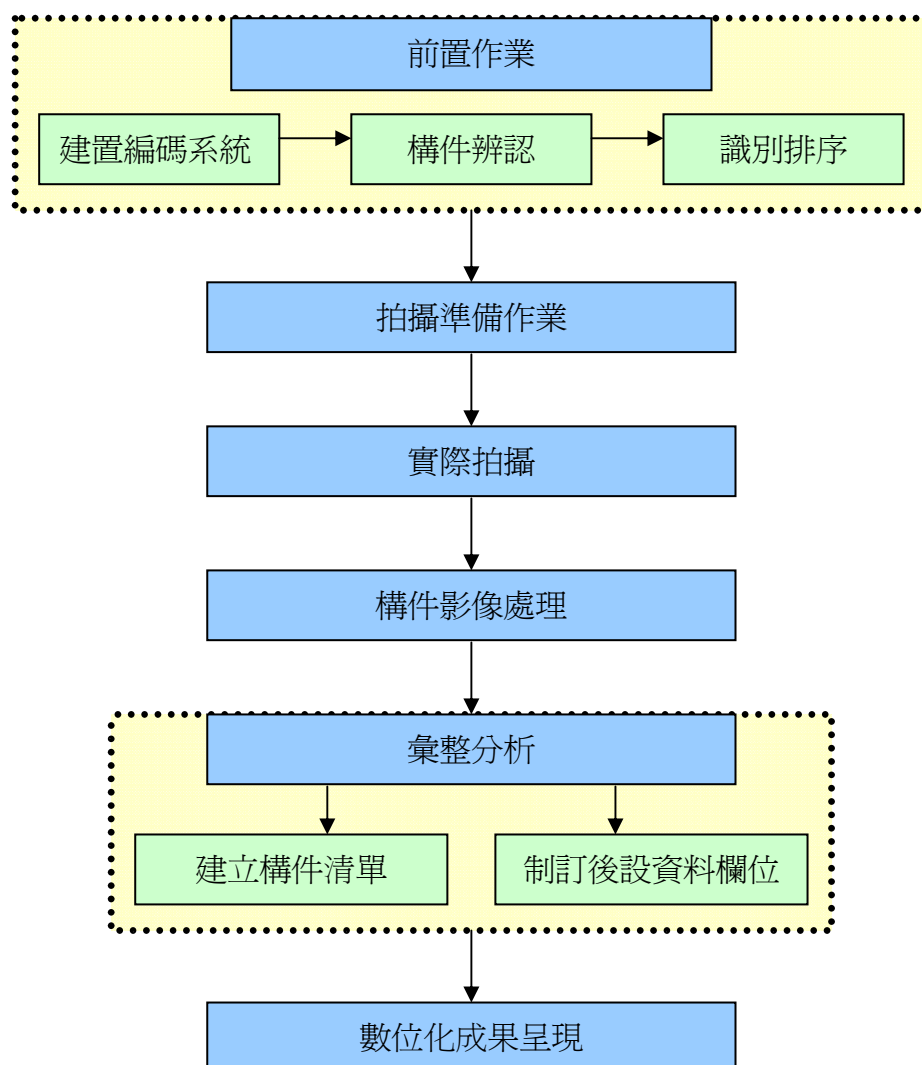 前置作業
建置編碼系統
構件辨認
識別排序
拍攝準備作業
實際拍攝
構件影像處理
彙整分析
建立構件清單
制訂後設資料欄位
數位化成果呈現